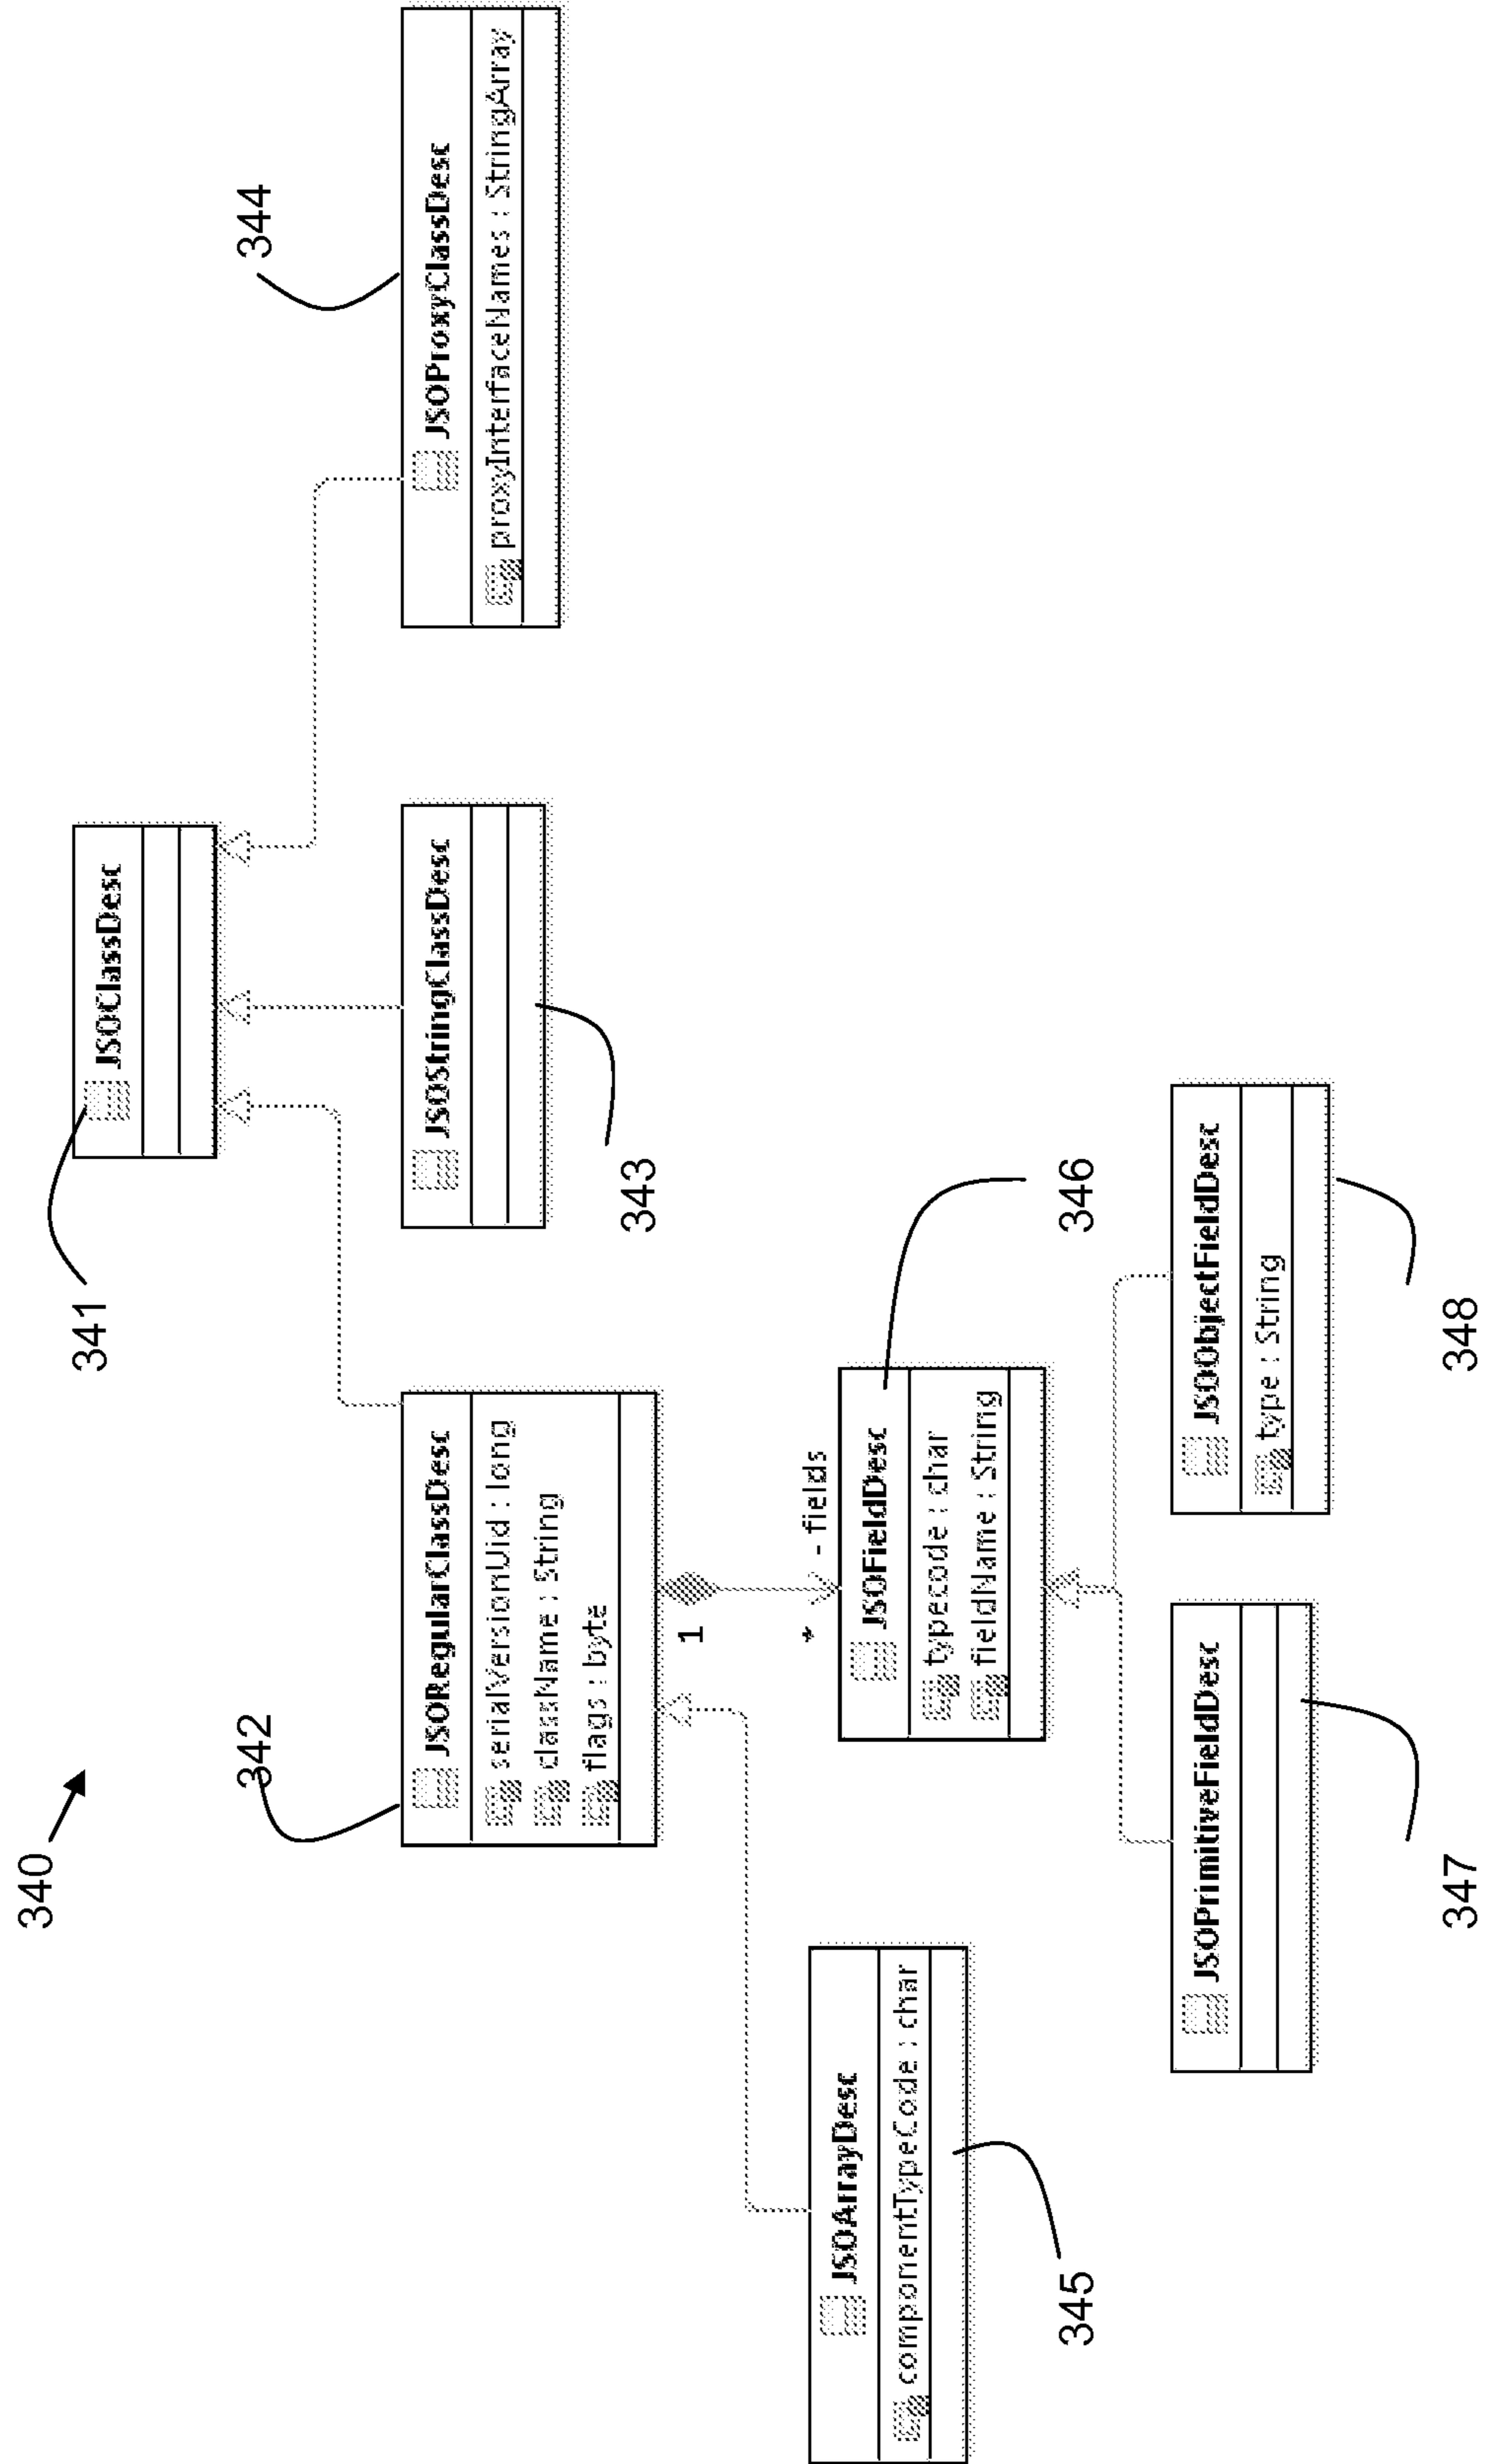 340
341
JSOClassDesc
342
JSORegularClassDesc
serialVersionUid : long
className : String
flags : byte
JSOStringClassDesc
343
344
JSOProxyClassDesc
proxyInterfaceNames : StringArray
1
* - fields
JSOArrayDesc
componentTypeCode : char
345
JSOFieldDesc
typecode : char
fieldName : String
346
JSOPrimitiveFieldDesc
347
JSOObjectFieldDesc
type : String
348